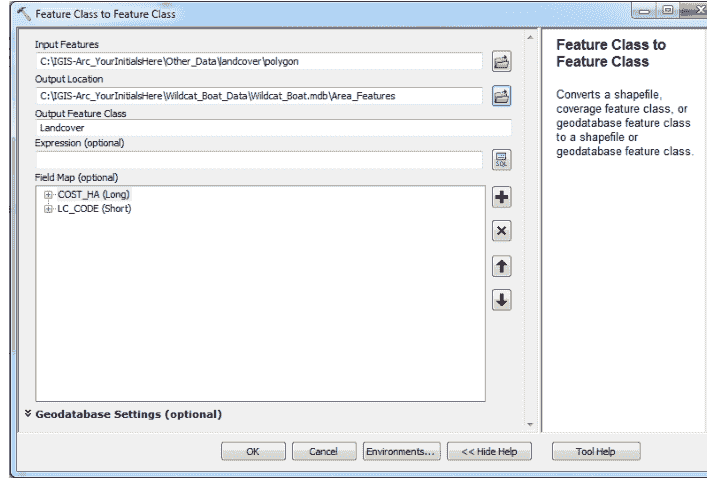 Feature Class to Feature Class
Input Features
C:\IGIS-Arc_YourInitialsHere\Other_Data\landcover\polygon
Output Location
C:\IGIS-Arc_YourInitialsHere\Wildcat_Boat_Data\Wildcat_Boat.mdb\Area_Features
Output Feature Class
Landcover
Expression (optional)
SQL
Field Map (optional)
COST_HA (Long)
LC_CODE (Short)
Geodatabase Settings (optional)
OK
Cancel
Environments...
<< Hide Help
Tool Help
Feature Class to
Feature Class
Converts a shapefile,
coverage feature class, or
geodatabase feature class
to a shapefile or
geodatabase feature class.